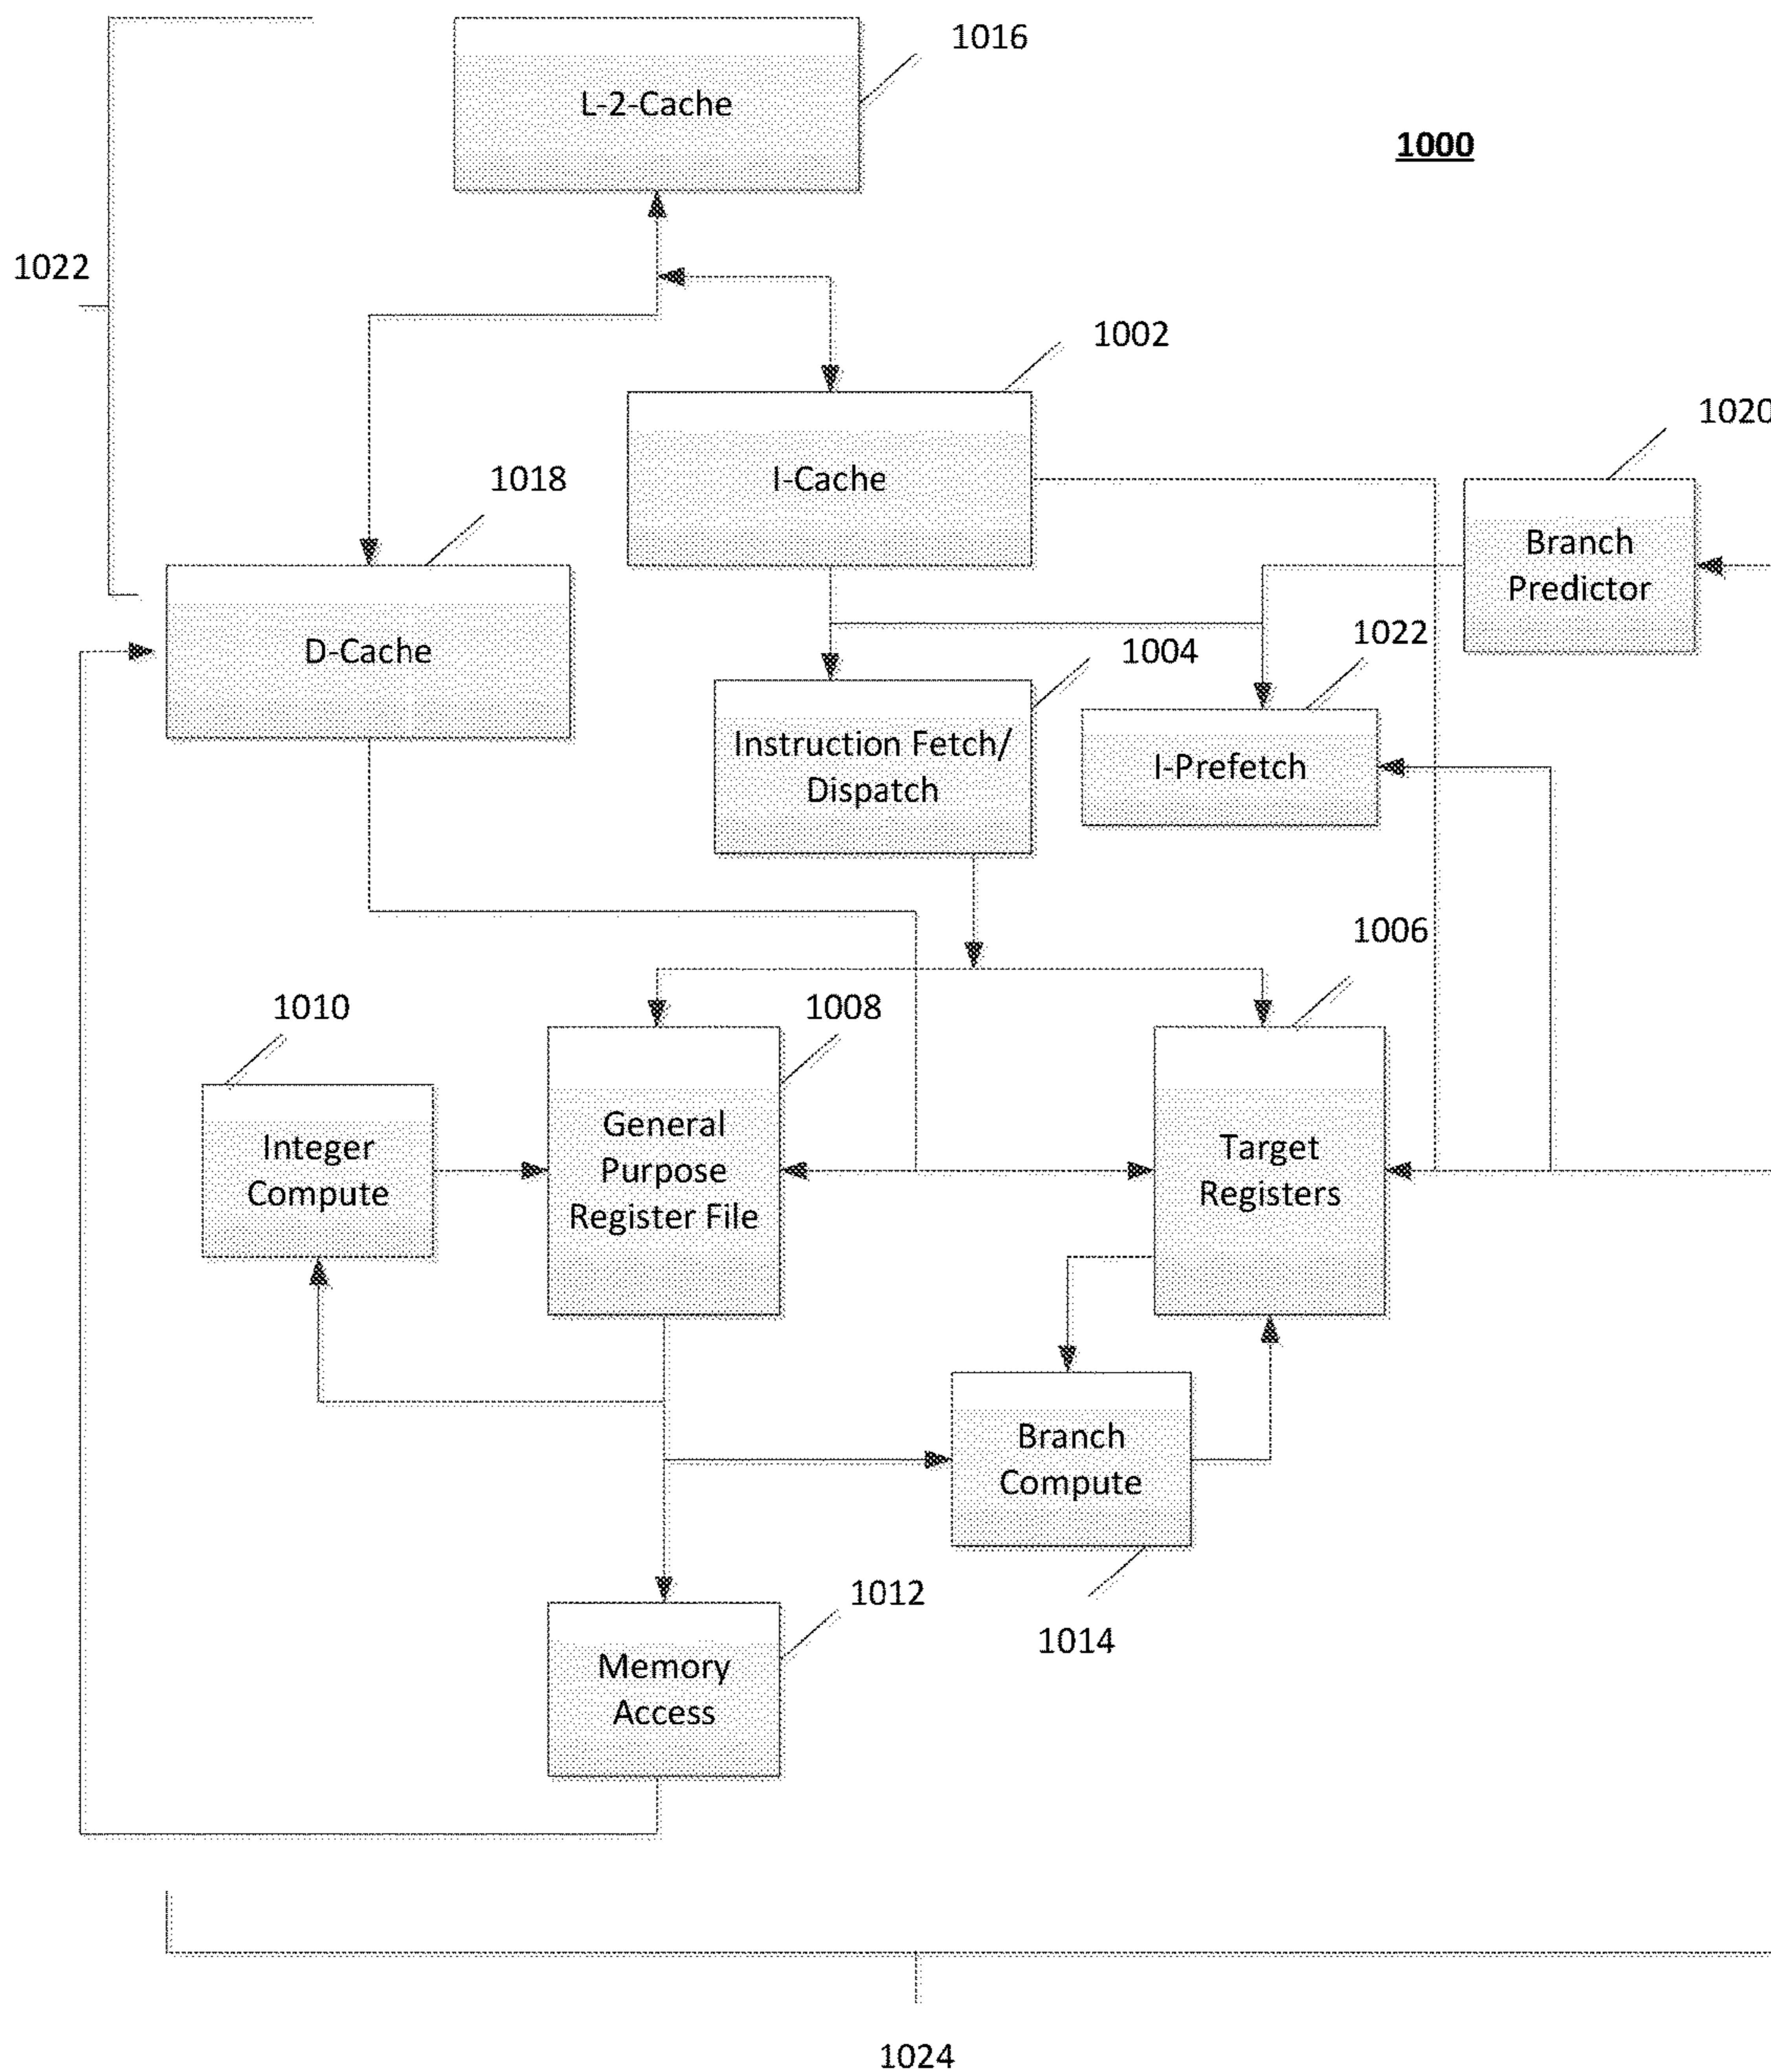 1016
L-2-Cache
1000
1022
1002
1020
I-Cache
1018
Branch
Predictor
D-Cache
1004
1022
Instruction Fetch/
Dispatch
I-Prefetch
1006
1010
1008
General
Purpose
Register File
Integer
Compute
Target
Registers
Branch
Compute
1012
1014
Memory
Access
1024